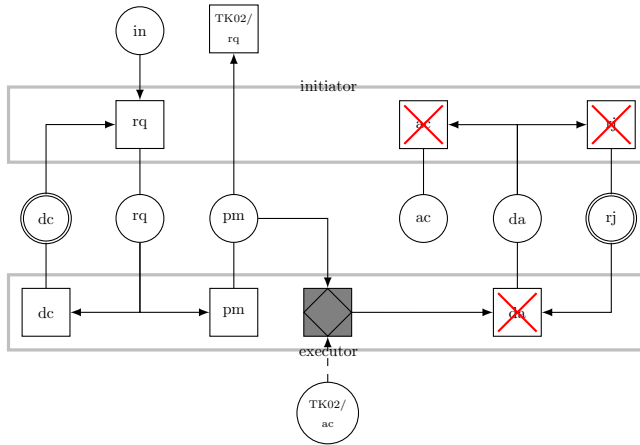 in
TK02/
rq
initiator
rq
ac
rj
dc
rq
pm
ac
da
rj
dc
pm
da
executor
TK02/
ac